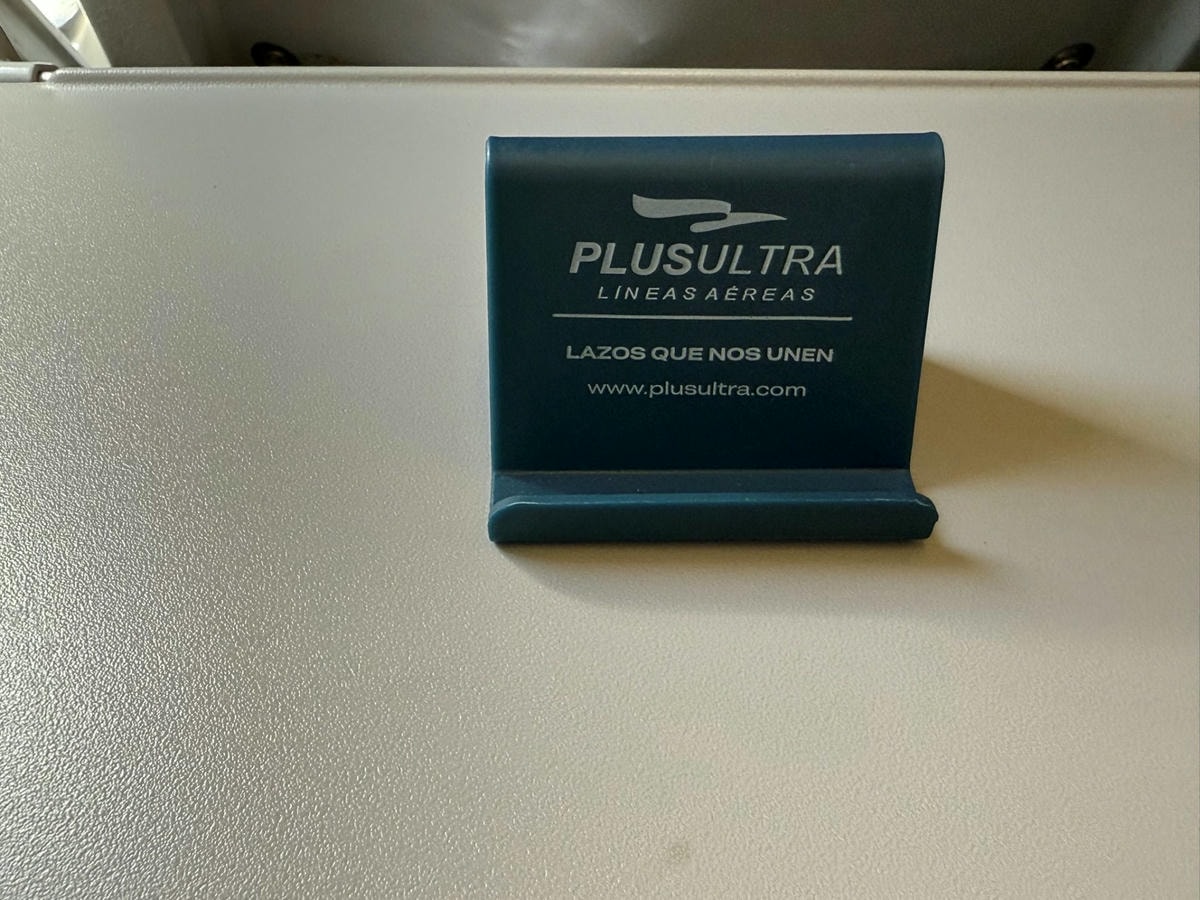 PLUSULTRA
LÍNEAS AÉREAS
LAZOS QUE NOS UNEN
www.plusultra.com